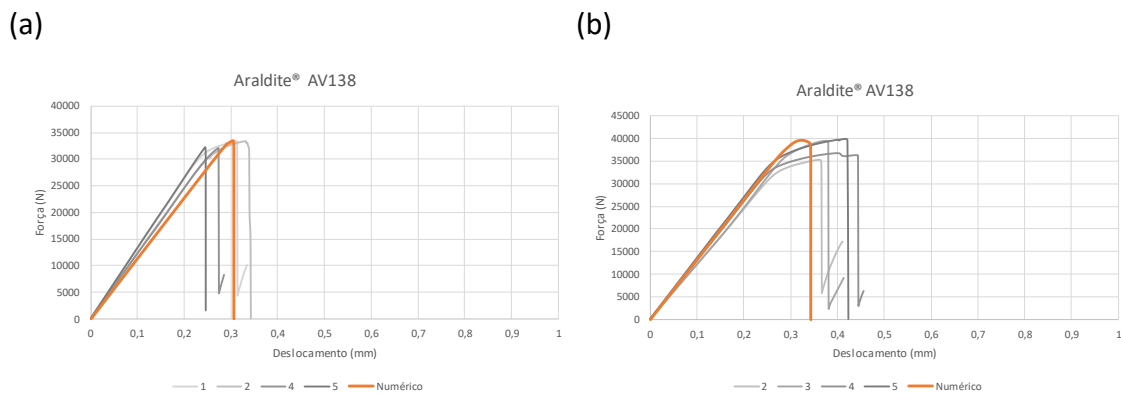 (a)
Araldite® AV138
Força (N)
40000
35000
30000
25000
20000
15000
10000
5000
0
0 0,1 0,2 0,3 0,4 0,5 0,6 0,7 0,8 0,9 1
Deslocamento (mm)
1 2 4 5 Numérico
(b)
Araldite® AV138
Força (N)
45000
40000
35000
30000
25000
20000
15000
10000
5000
0
0 0,1 0,2 0,3 0,4 0,5 0,6 0,7 0,8 0,9 1
Deslocamento (mm)
2 3 4 5 Numérico